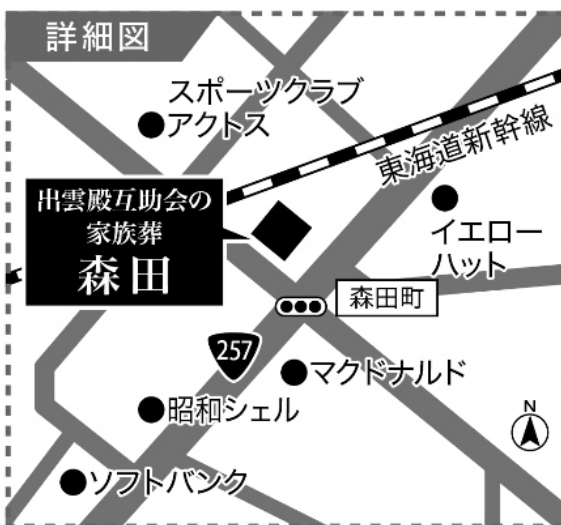 詳細図
スポーツクラブ
アクトス
東海道新幹線
出雲殿互助会の
家族葬
森田
イエロー
ハット
森田町
257
マクドナルド
昭和シェル
N
ソフトバンク